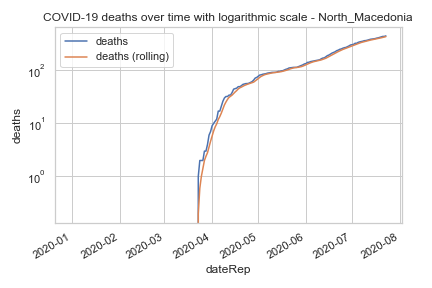 COVID-19 deaths over time with logarithmic scale - North_Macedonia
deaths
deaths (rolling)
10²
10¹
10⁰
deaths
2020-01
2020-02
2020-03
2020-04
2020-05
2020-06
2020-07
2020-08
dateRep